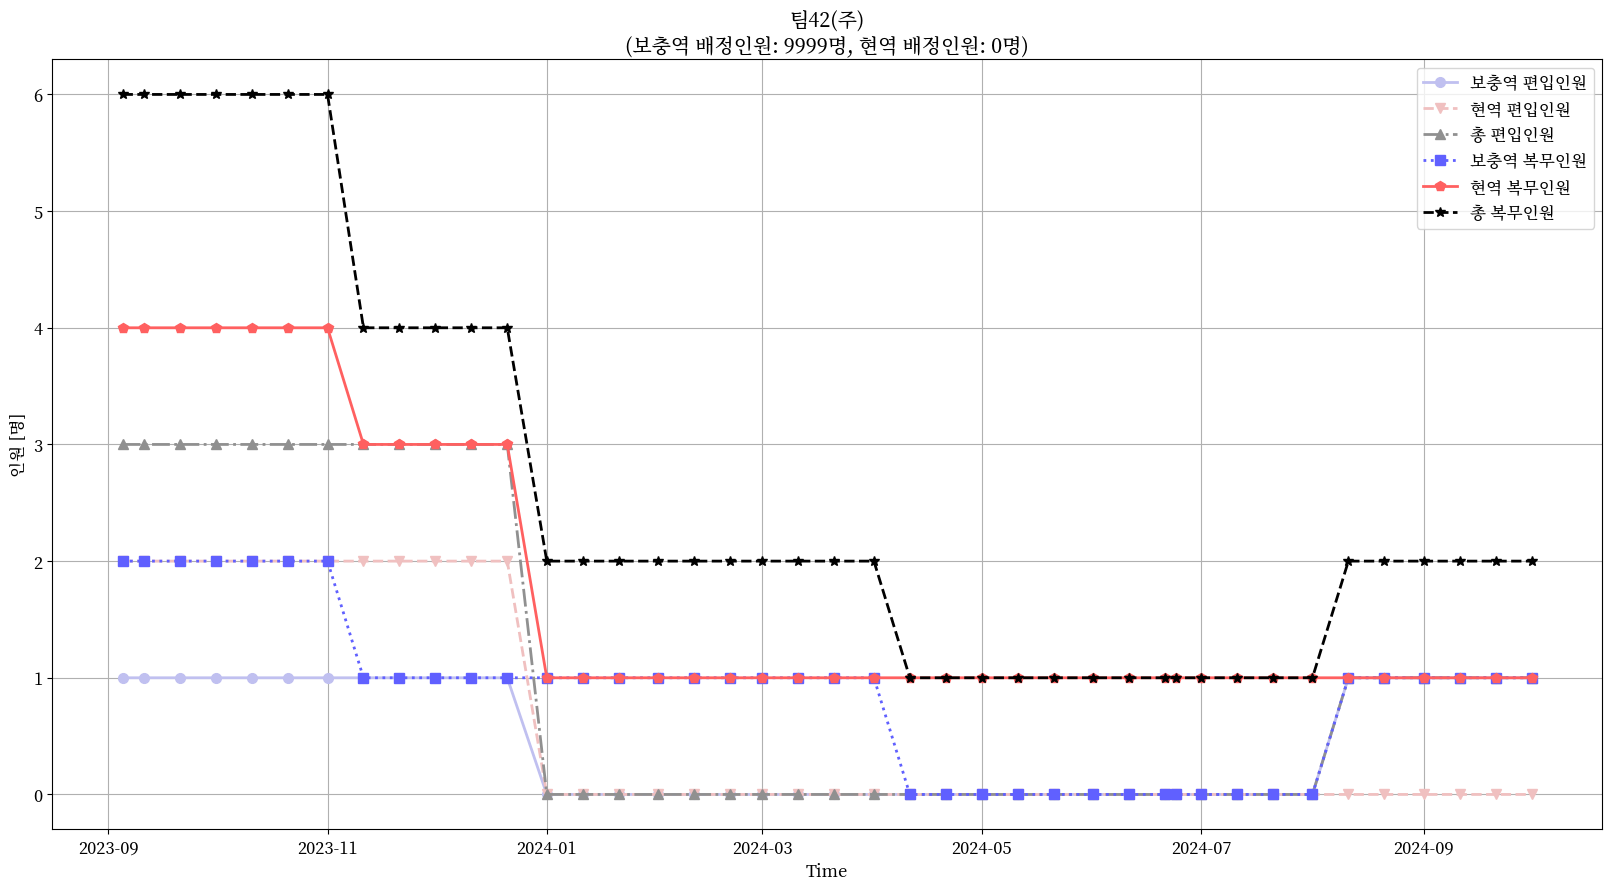 팀42(주)
(보충역 배정인원: 9999명, 현역 배정인원: 0명)
보충역 편입인원
현역 편입인원
총 편입인원
보충역 복무인원
현역 복무인원
총 복무인원
인원 [명]
6
5
4
3
2
1
0
2023-09 2023-11 2024-01 2024-03 2024-05 2024-07 2024-09
Time